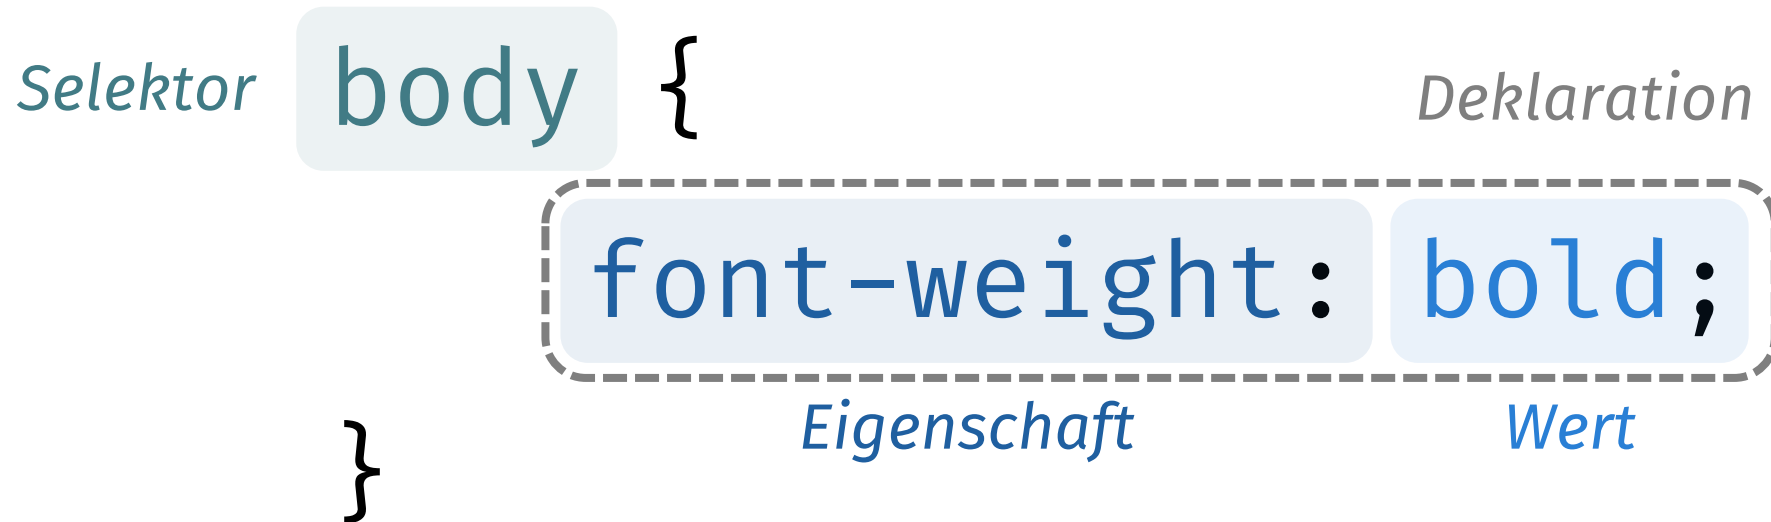 Selektor body {
Deklaration
font-weight: bold;
Eigenschaft Wert
}